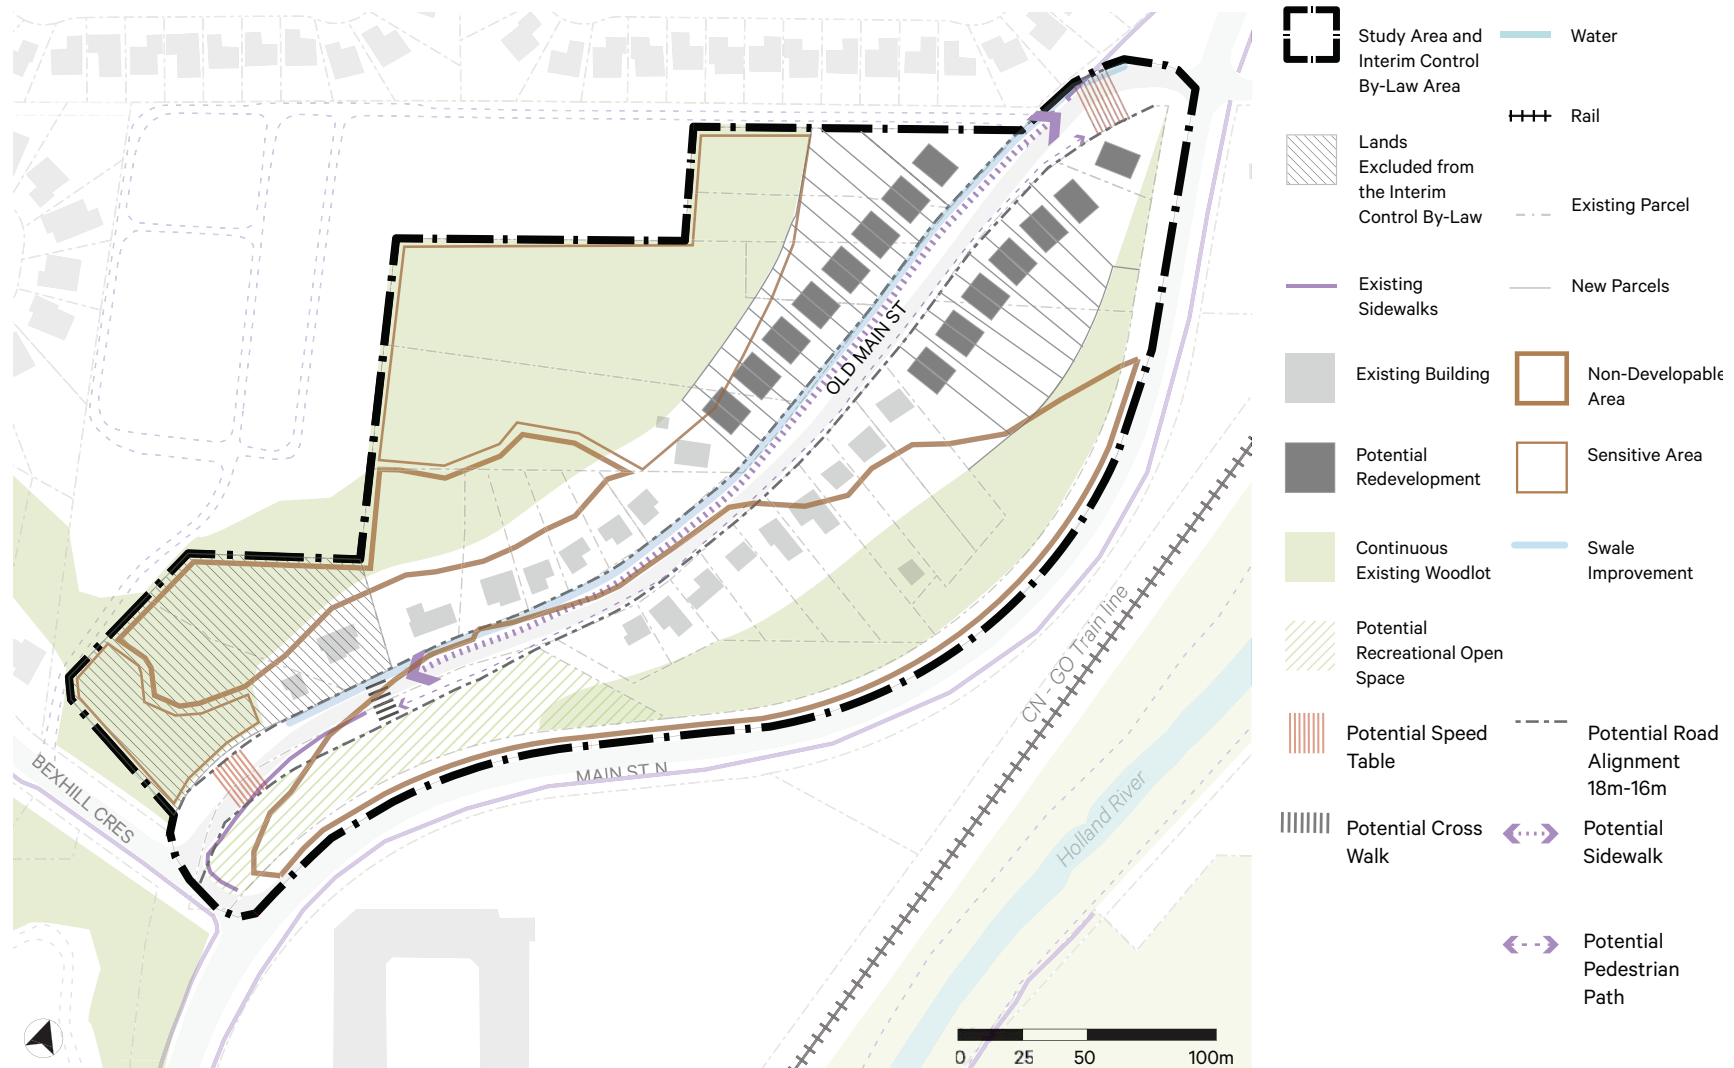 OLD MAIN ST
CN - GO Train line
BEXHILL CRES
MAIN ST N
Holland River
0 25 50 100m
Study Area and
Interim Control
By-Law Area
Lands
Excluded from
the Interim
Control By-Law
Existing
Sidewalks
Existing Building
Potential
Redevelopment
Continuous
Existing Woodlot
Potential
Recreational Open
Space
Potential Speed
Table
Potential Cross
Walk
Water
Rail
Existing Parcel
New Parcels
Non-Developable
Area
Sensitive Area
Swale
Improvement
Potential Road
Alignment
18m-16m
Potential
Sidewalk
Potential
Pedestrian
Path